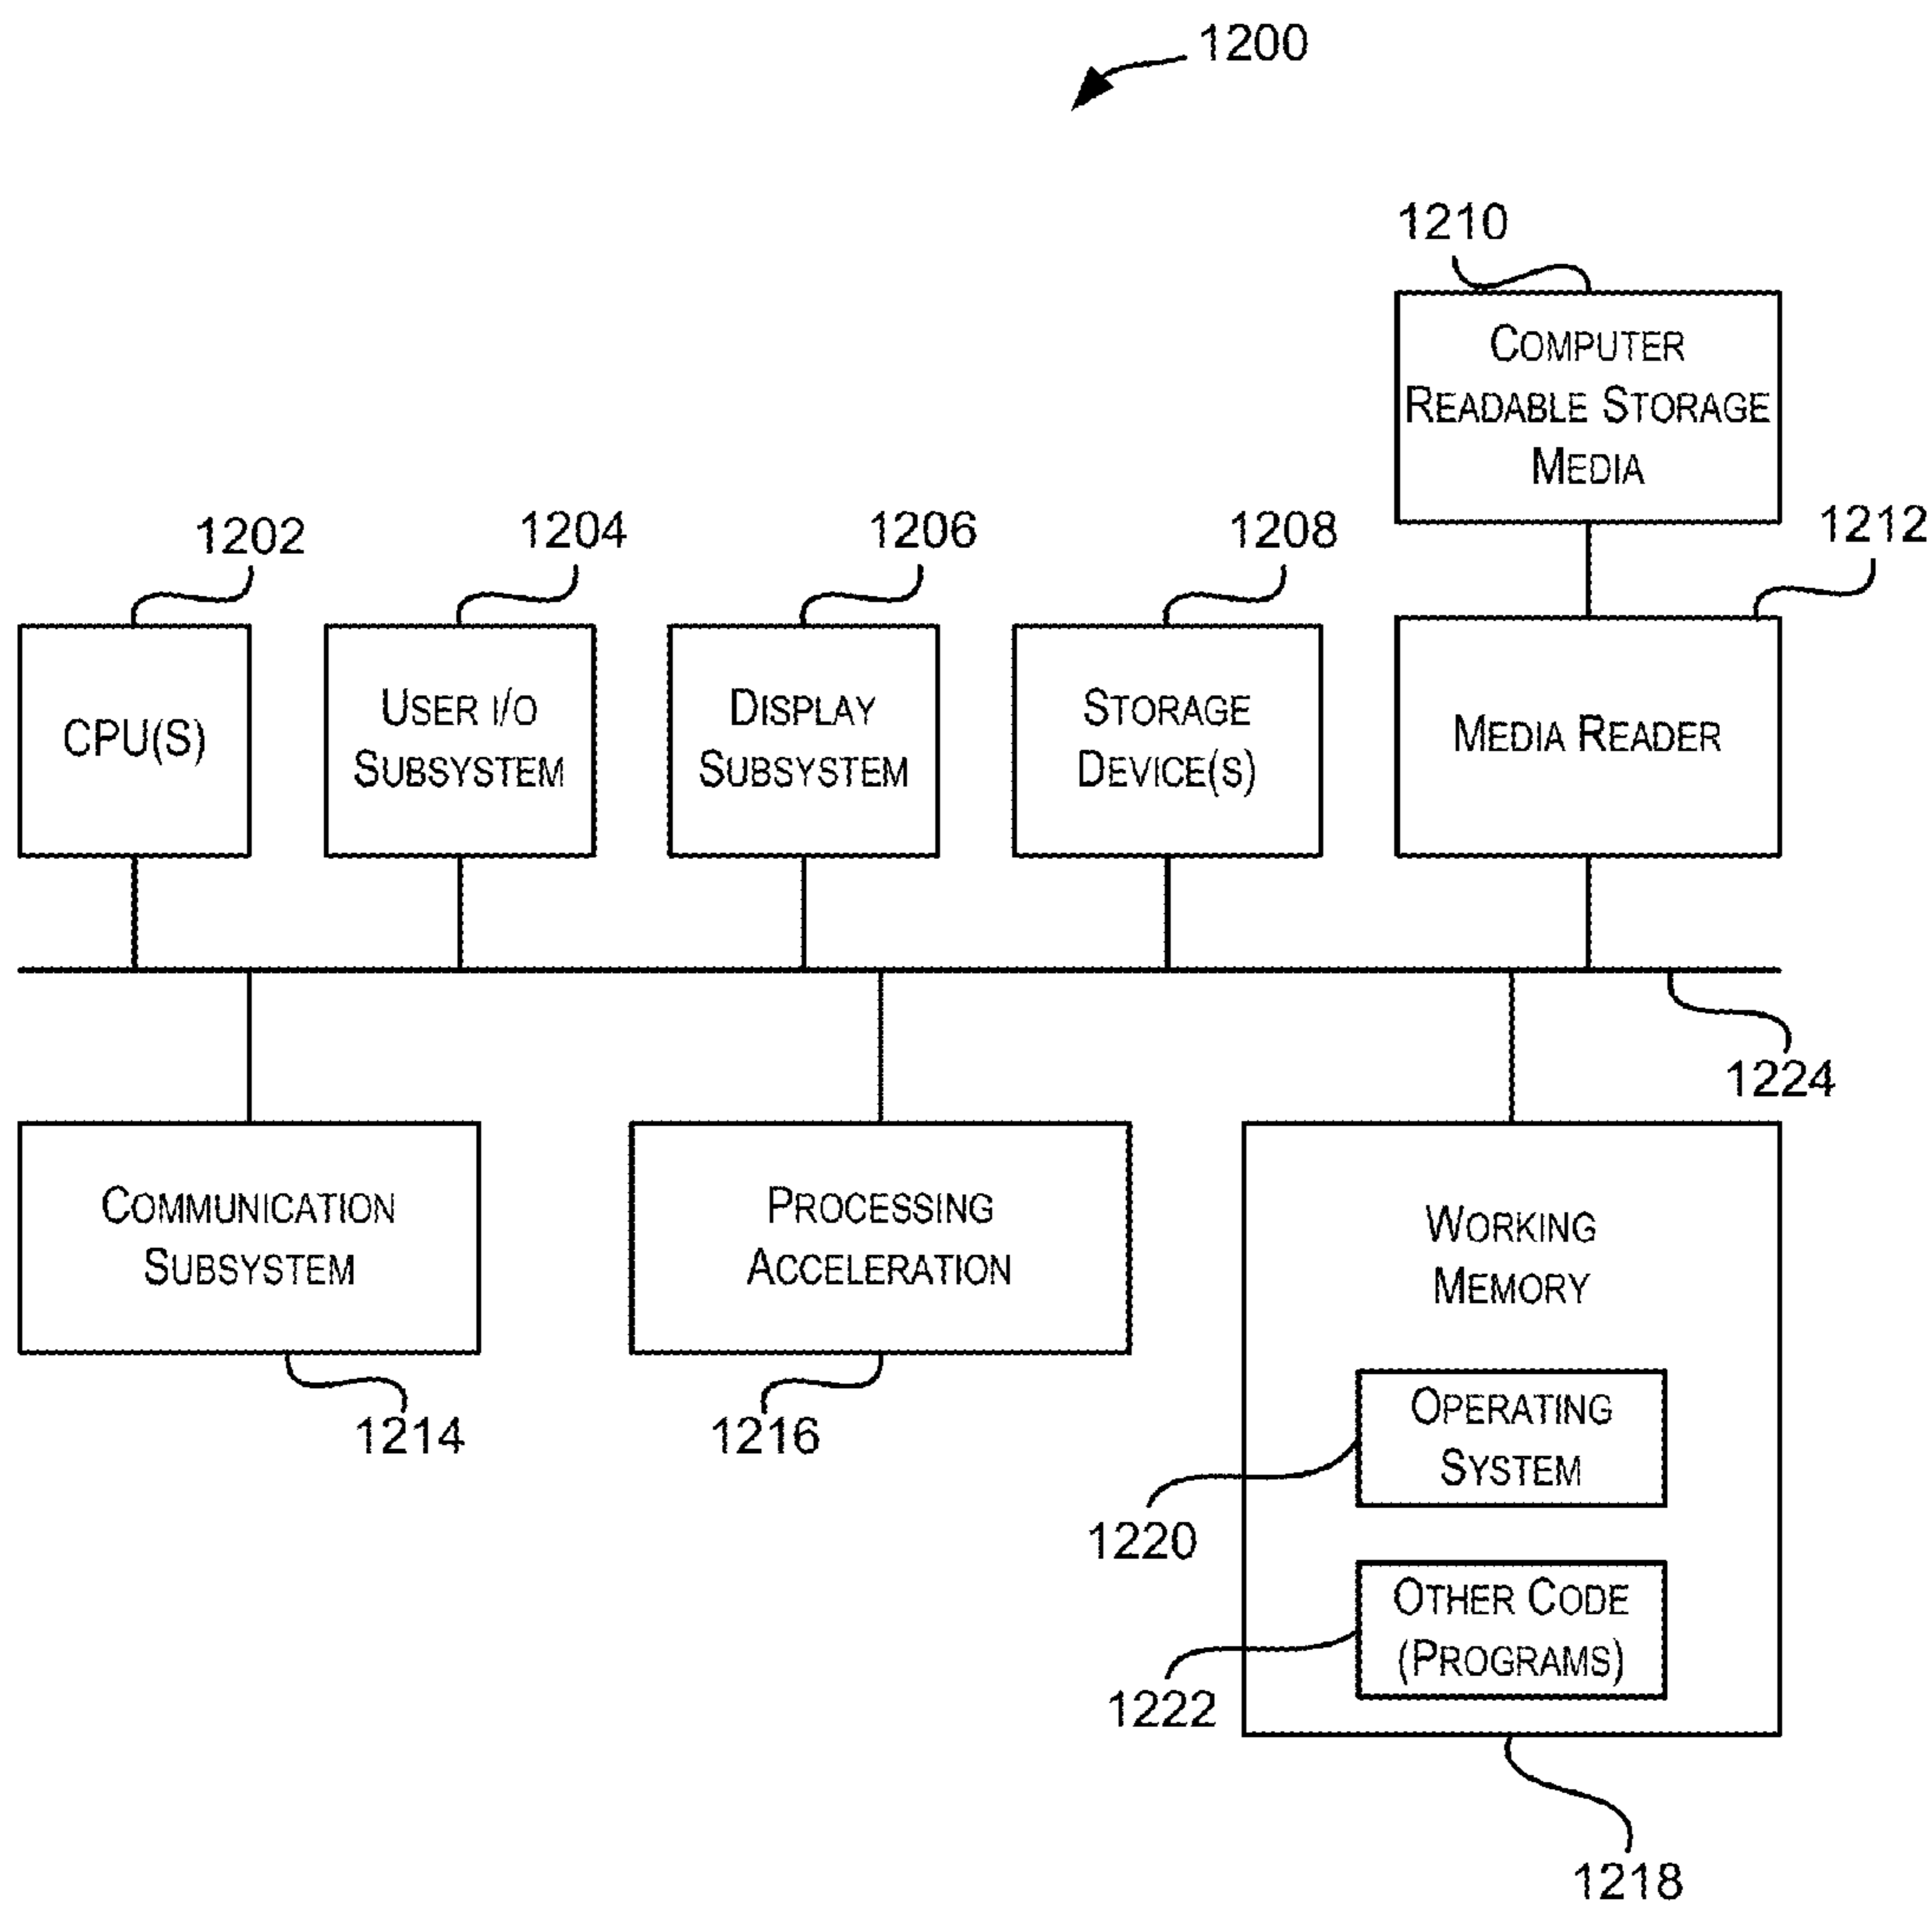 1200
1210
COMPUTER
READABLE STORAGE
MEDIA
1202
1204
1206
1208
1212
CPU(S)
USER I/O
SUBSYSTEM
DISPLAY
SUBSYSTEM
STORAGE
DEVICE(S)
MEDIA READER
1224
COMMUNICATION
SUBSYSTEM
PROCESSING
ACCELERATION
WORKING
MEMORY
1214
1216
OPERATING
SYSTEM
1220
OTHER CODE
(PROGRAMS)
1222
1218